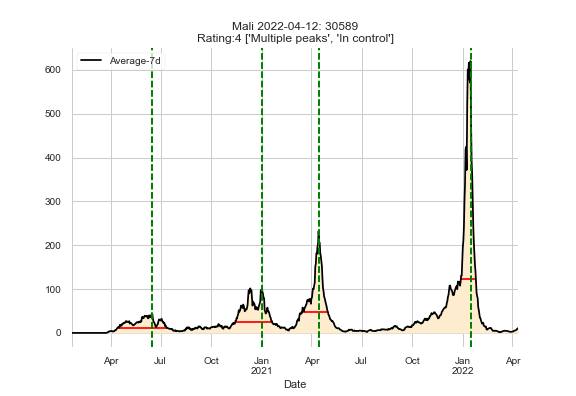 Mali 2022-04-12: 30589
Rating:4 ['Multiple peaks', 'In control']
Average-7d
600
500
400
300
200
100
0
Apr Jul Oct Jan Apr Jul Oct Jan Apr
2021 2022
Date